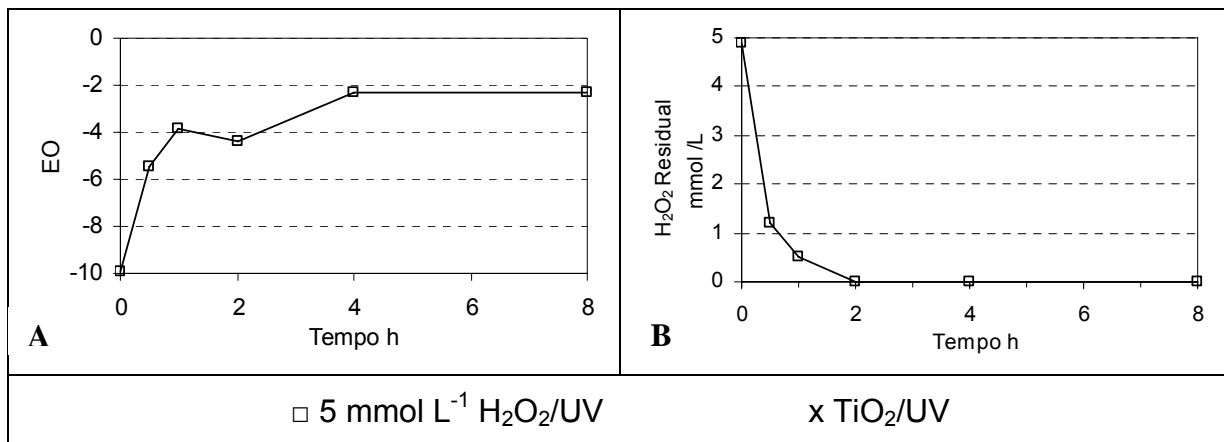 0
-2
-4
-6
-8
-10
EO
0 2 4 6 8
Tempo h
A
5
4
3
2
1
0
H₂O₂ Residual
mmol /L
0 2 4 6 8
Tempo h
B
□ 5 mmol L⁻¹ H₂O₂/UV x TiO₂/UV